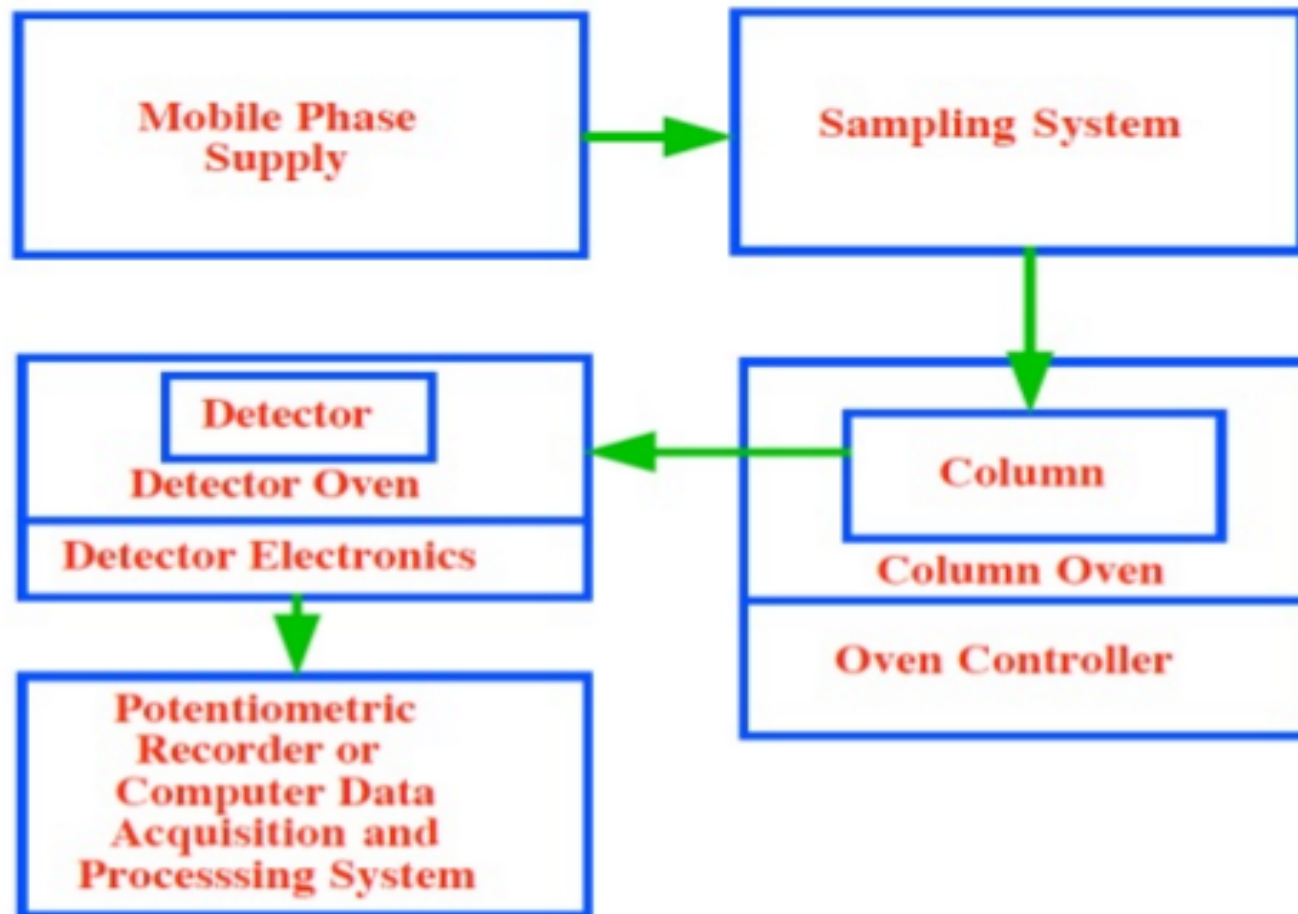 Mobile Phase
Supply
Sampling System
Detector
Detector Oven
Detector Electronics
Column
Column Oven
Oven Controller
Potentiometric
Recorder or
Computer Data
Acquisition and
Processsing System